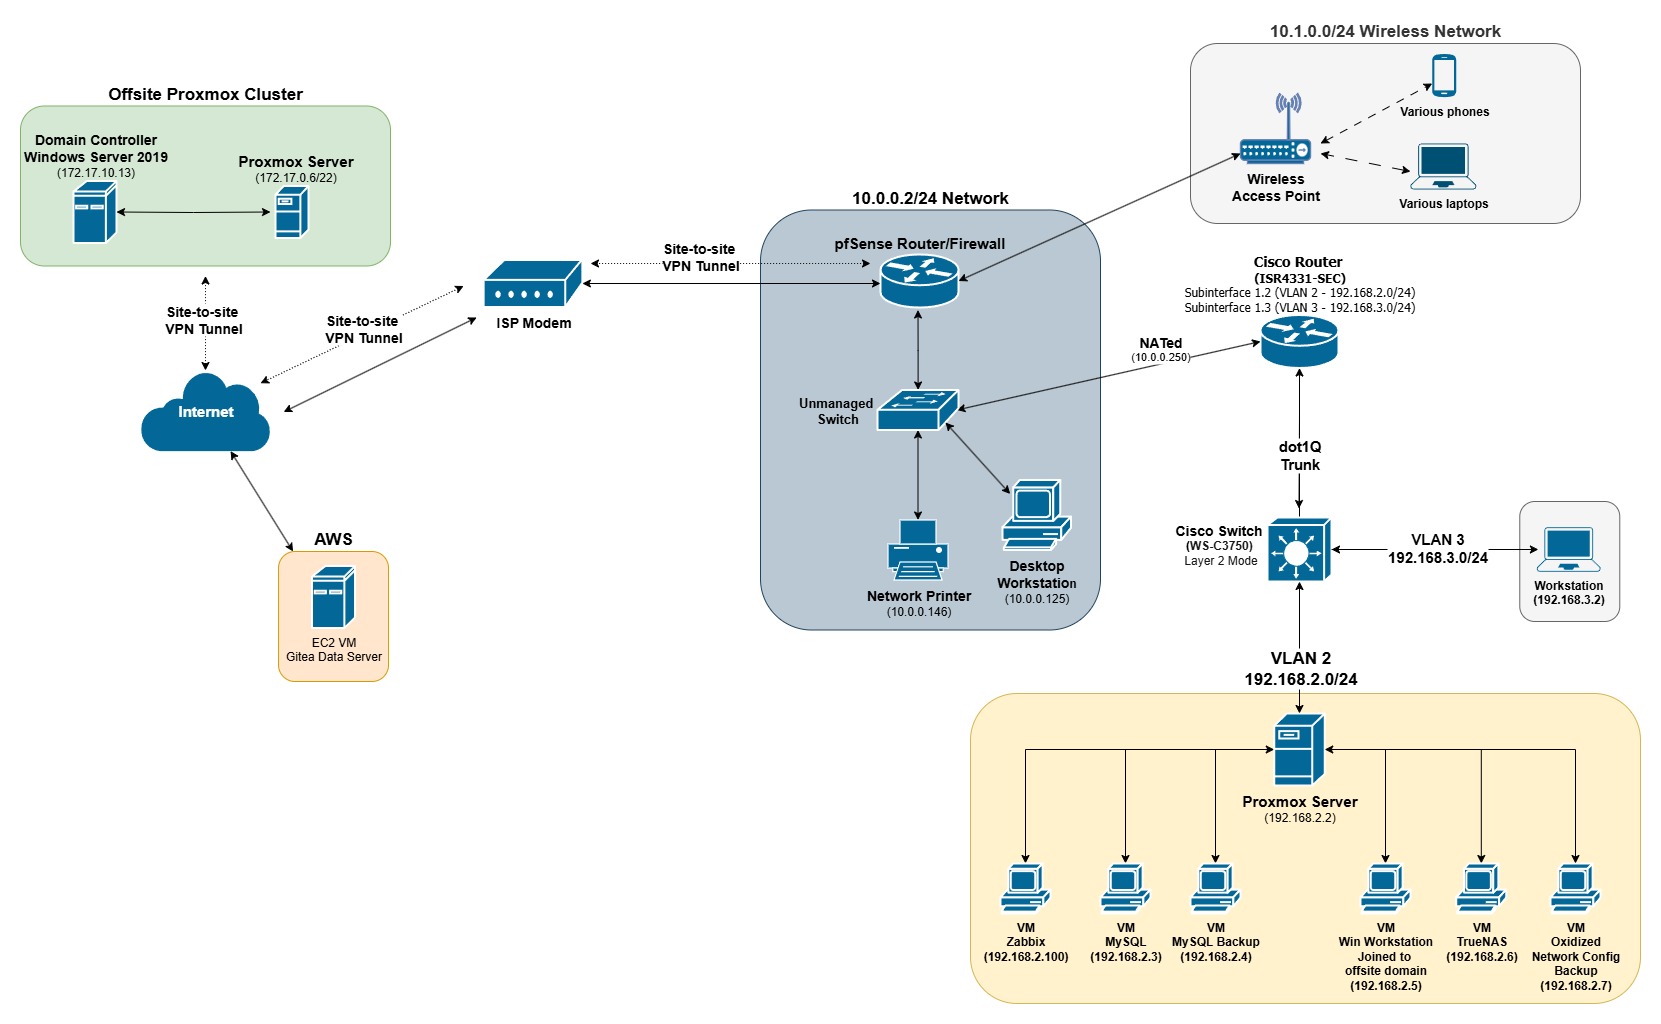 10.1.0.0/24 Wireless Network
Various phones
Wireless
Access Point
Various laptops
Offsite Proxmox Cluster
Domain Controller
Windows Server 2019
(172.17.10.13)
Proxmox Server
(172.17.0.6/22)
Site-to-site
VPN Tunnel
Site-to-site
VPN Tunnel
Internet
ISP Modem
Site-to-site
VPN Tunnel
AWS
EC2 VM
Gitea Data Server
10.0.0.2/24 Network
pfSense Router/Firewall
Unmanaged
Switch
Network Printer
(10.0.0.146)
Desktop
Workstation
(10.0.0.125)
NATed
(10.0.0.250)
Cisco Router
(ISR4331-SEC)
Subinterface 1.2 (VLAN 2 - 192.168.2.0/24)
Subinterface 1.3 (VLAN 3 - 192.168.3.0/24)
dot1Q
Trunk
Cisco Switch
(WS-C3750)
Layer 2 Mode
VLAN 3
192.168.3.0/24
Workstation
(192.168.3.2)
VLAN 2
192.168.2.0/24
Proxmox Server
(192.168.2.2)
VM
Zabbix
(192.168.2.100)
VM
MySQL
(192.168.2.3)
VM
MySQL Backup
(192.168.2.4)
VM
Win Workstation
Joined to
offsite domain
(192.168.2.5)
VM
TrueNAS
(192.168.2.6)
VM
Oxidized
Network Config
Backup
(192.168.2.7)